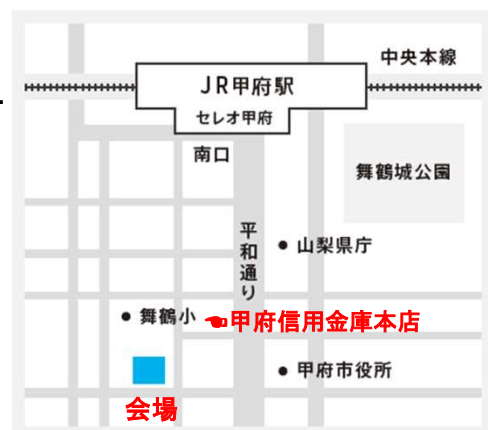 中央本線
JR甲府駅
セレオ甲府
南口
舞鶴城公園
平和通り
山梨県庁
舞鶴小
甲府信用金庫本店
甲府市役所
会場